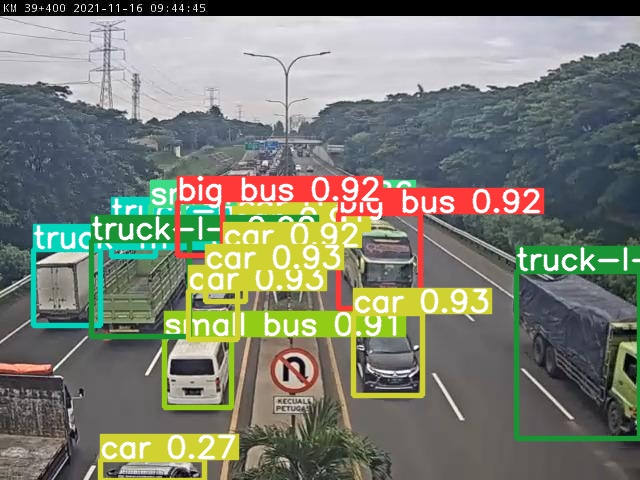 KM 39+400 2021-11-16 09:44:45
big bus 0.92
big bus 0.92
truck-l-
car 0.92
car 0.93
car 0.93
truck-l-
car 0.93
small bus 0.91
KECUALI
PETUGAS
car 0.27